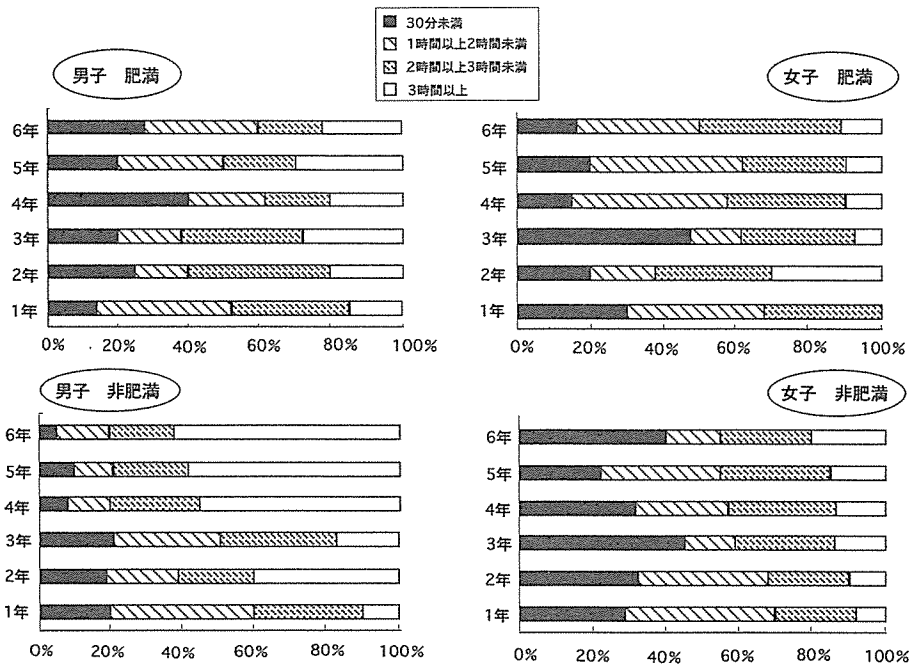 30分未満
1時間以上2時間未満
2時間以上3時間未満
3時間以上
男子 肥満
6年
5年
4年
3年
2年
1年
0% 20% 40% 60% 80% 100%
女子 肥満
6年
5年
4年
3年
2年
1年
0% 20% 40% 60% 80% 100%
男子 非肥満
6年
5年
4年
3年
2年
1年
0% 20% 40% 60% 80% 100%
女子 非肥満
6年
5年
4年
3年
2年
1年
0% 20% 40% 60% 80% 100%